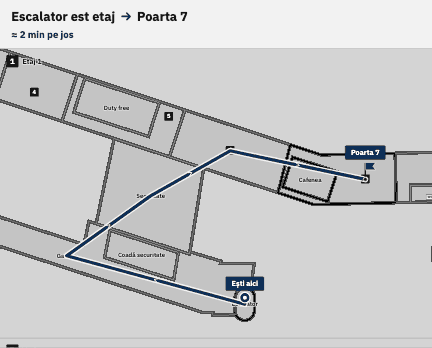 Escalator est etaj → Poarta 7
≈ 2 min pe jos
1 Etaj 1
4
Duty free
5
Poarta 7
Cafenea
Coadă securitate
Ești aici